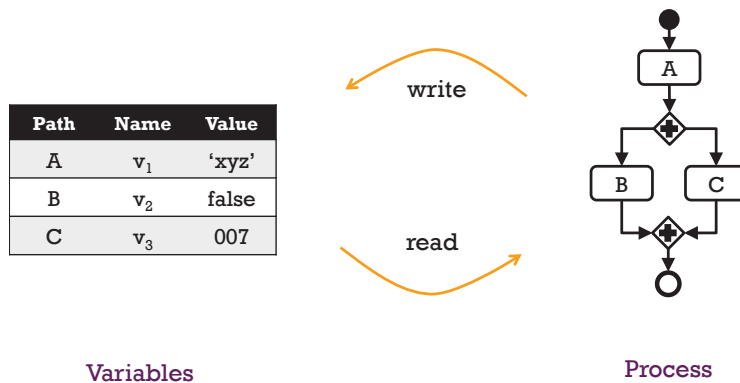 write
A
Path Name Value
A v₁ ‘xyz’
B v₂ false
C v₃ 007
B C
read
Variables
Process